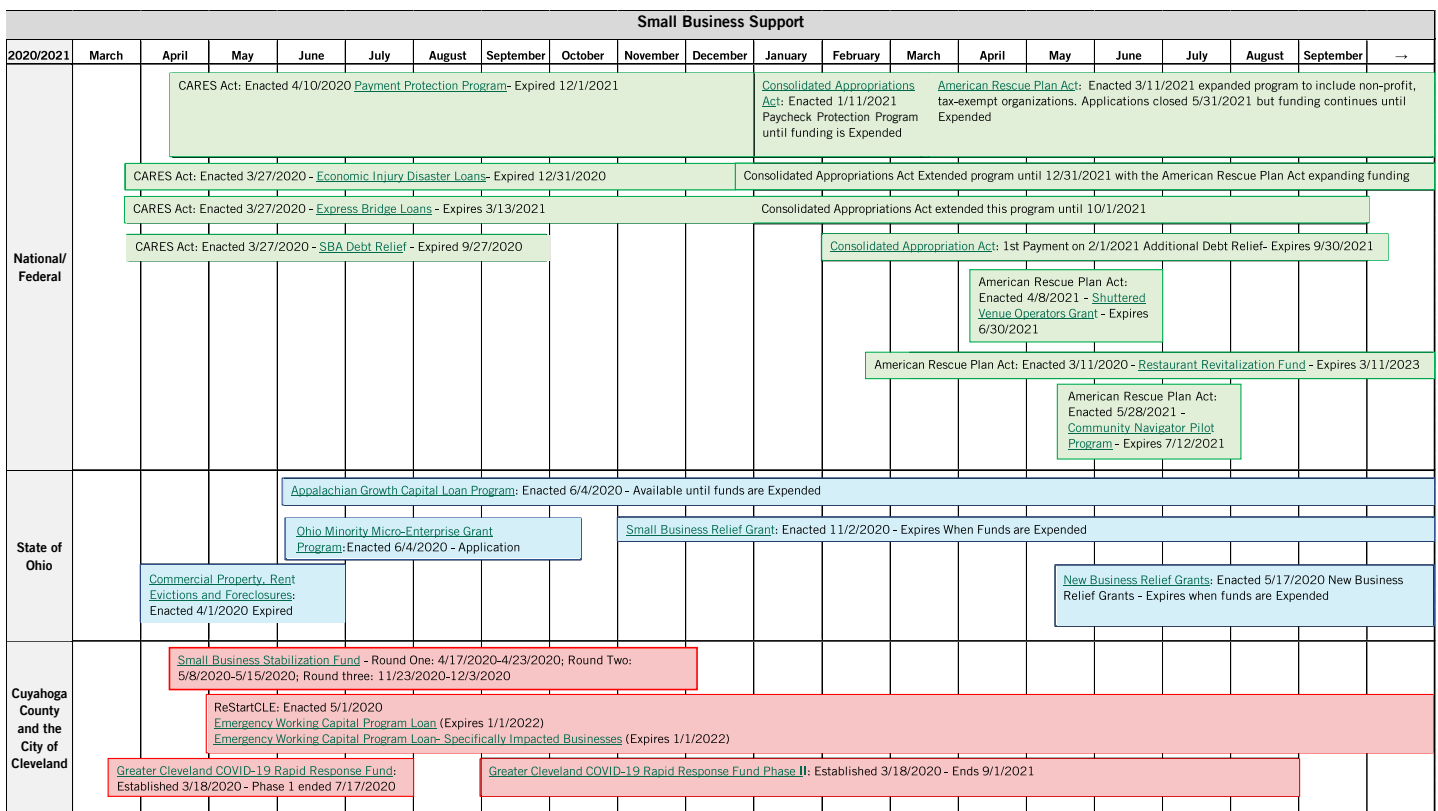 Small Business Support
2020/2021 March April May June July August September October November December January February March April May June July August September →
National/
Federal
CARES Act: Enacted 4/10/2020 Payment Protection Program- Expired 12/1/2021
Consolidated Appropriations
Act: Enacted 1/11/2021
Paycheck Protection Program
until funding is Expended
American Rescue Plan Act: Enacted 3/11/2021 expanded program to include non-profit,
tax-exempt organizations. Applications closed 5/31/2021 but funding continues until
Expended
CARES Act: Enacted 3/27/2020 - Economic Injury Disaster Loans- Expired 12/31/2020
Consolidated Appropriations Act Extended program until 12/31/2021 with the American Rescue Plan Act expanding funding
CARES Act: Enacted 3/27/2020 - Express Bridge Loans - Expires 3/13/2021
Consolidated Appropriations Act extended this program until 10/1/2021
CARES Act: Enacted 3/27/2020 - SBA Debt Relief - Expired 9/27/2020
Consolidated Appropriation Act: 1st Payment on 2/1/2021 Additional Debt Relief- Expires 9/30/2021
American Rescue Plan Act:
Enacted 4/8/2021 - Shuttered
Venue Operators Grant - Expires
6/30/2021
American Rescue Plan Act: Enacted 3/11/2020 - Restaurant Revitalization Fund - Expires 3/11/2023
American Rescue Plan Act:
Enacted 5/28/2021 -
Community Navigator Pilot
Program - Expires 7/12/2021
State of
Ohio
Appalachian Growth Capital Loan Program: Enacted 6/4/2020 - Available until funds are Expended
Ohio Minority Micro-Enterprise Grant
Program:Enacted 6/4/2020 - Application
Small Business Relief Grant: Enacted 11/2/2020 - Expires When Funds are Expended
Commercial Property, Rent
Evictions and Foreclosures:
Enacted 4/1/2020 Expired
New Business Relief Grants: Enacted 5/17/2020 New Business
Relief Grants - Expires when funds are Expended
Cuyahoga
County
and the
City of
Cleveland
Small Business Stabilization Fund - Round One: 4/17/2020-4/23/2020; Round Two:
5/8/2020-5/15/2020; Round three: 11/23/2020-12/3/2020
ReStartCLE: Enacted 5/1/2020
Emergency Working Capital Program Loan (Expires 1/1/2022)
Emergency Working Capital Program Loan- Specifically Impacted Businesses (Expires 1/1/2022)
Greater Cleveland COVID-19 Rapid Response Fund:
Established 3/18/2020 - Phase 1 ended 7/17/2020
Greater Cleveland COVID-19 Rapid Response Fund Phase II: Established 3/18/2020 - Ends 9/1/2021